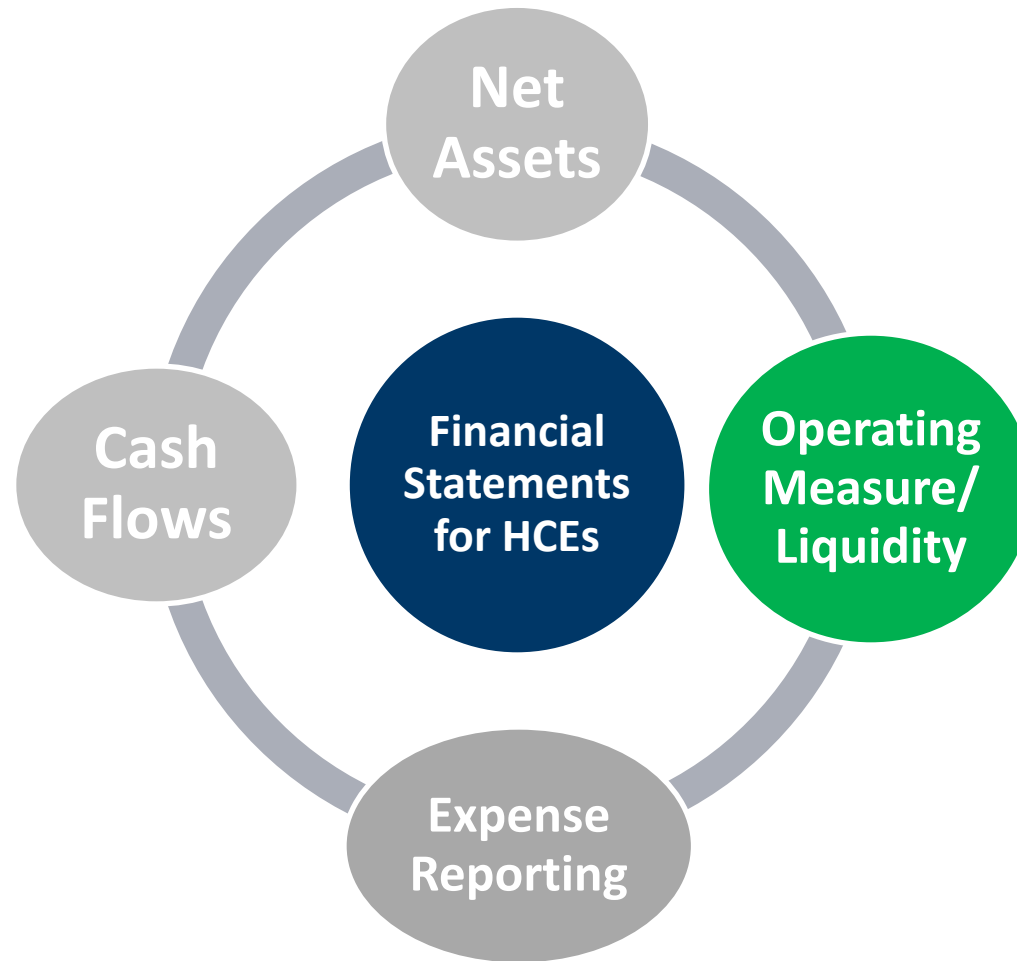 Net
Assets
Cash
Flows
Financial
Statements
for HCEs
Operating
Measure/
Liquidity
Expense
Reporting